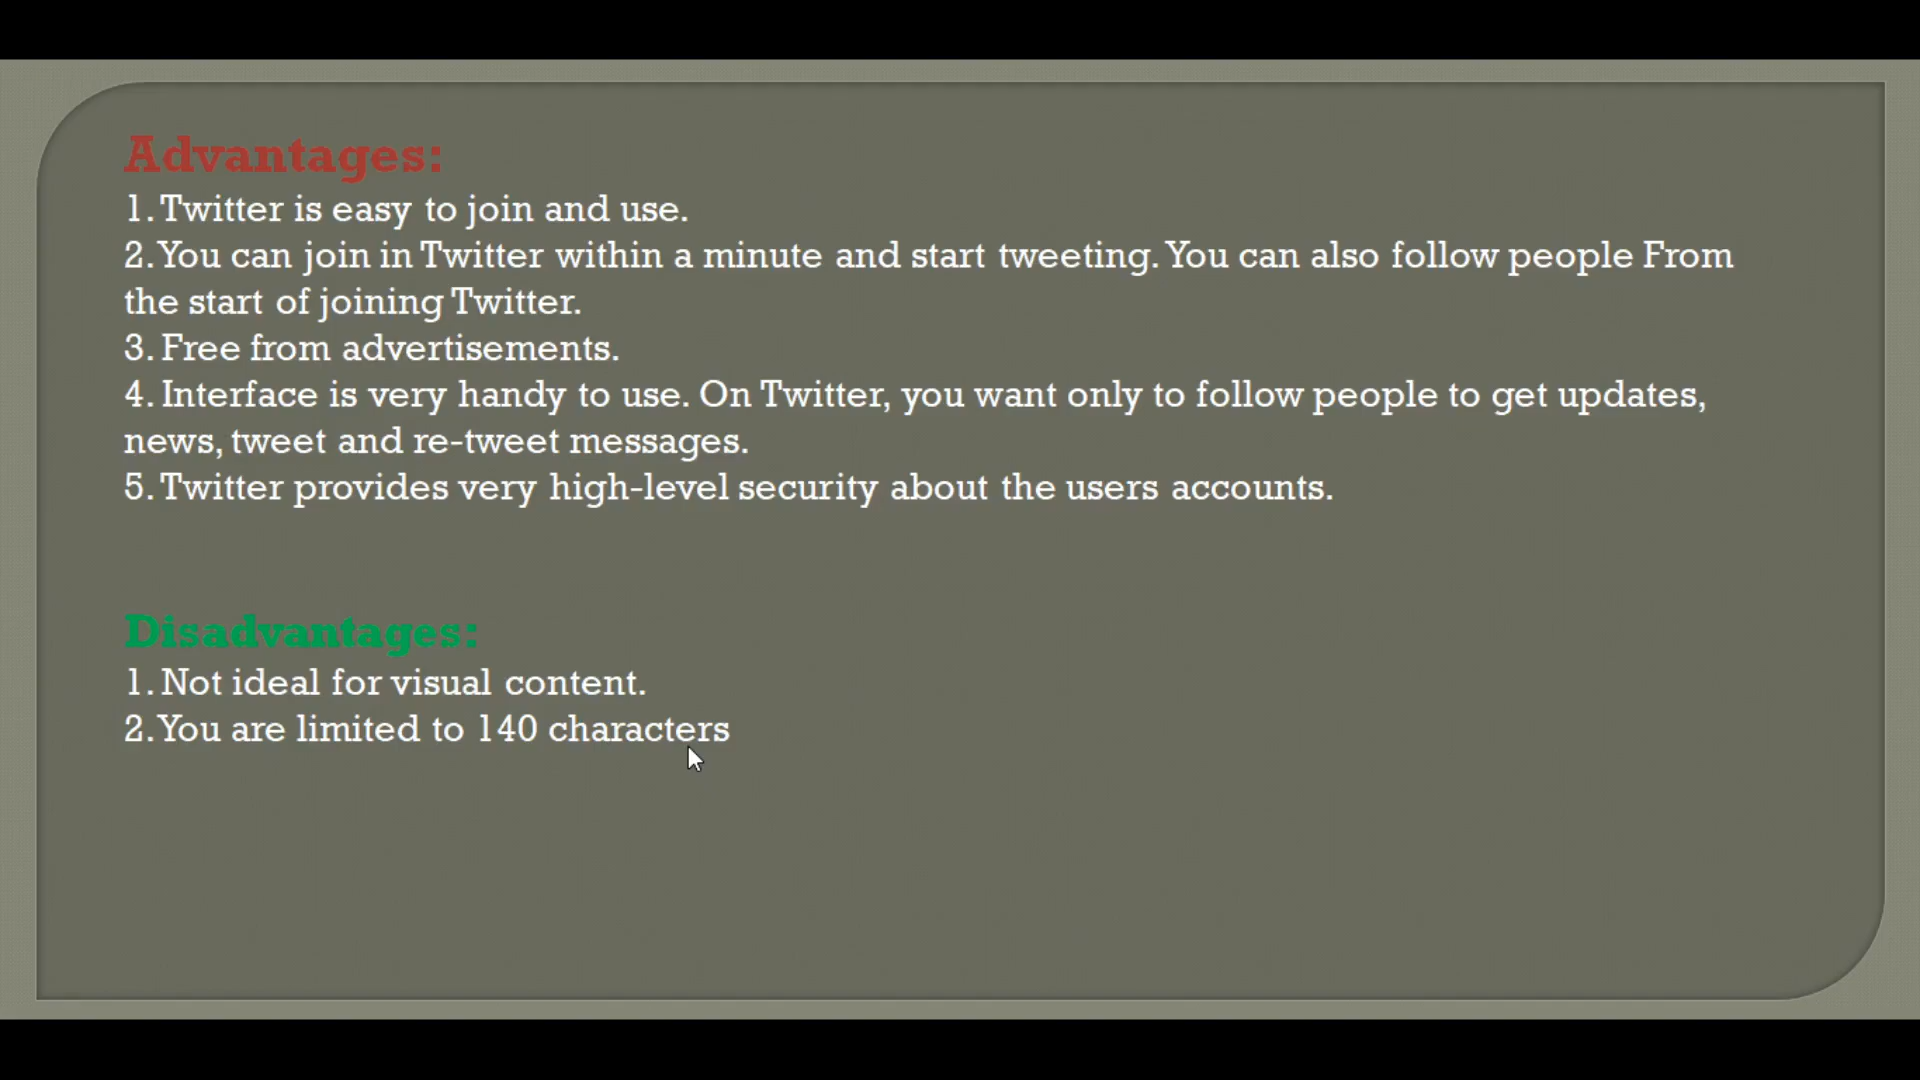 Advantages:
1. Twitter is easy to join and use.
2. You can join in Twitter within a minute and start tweeting. You can also follow people From
the start of joining Twitter.
3. Free from advertisements.
4. Interface is very handy to use. On Twitter, you want only to follow people to get updates,
news, tweet and re-tweet messages.
5. Twitter provides very high-level security about the users accounts.
Disadvantages:
1. Not ideal for visual content.
2. You are limited to 140 characters